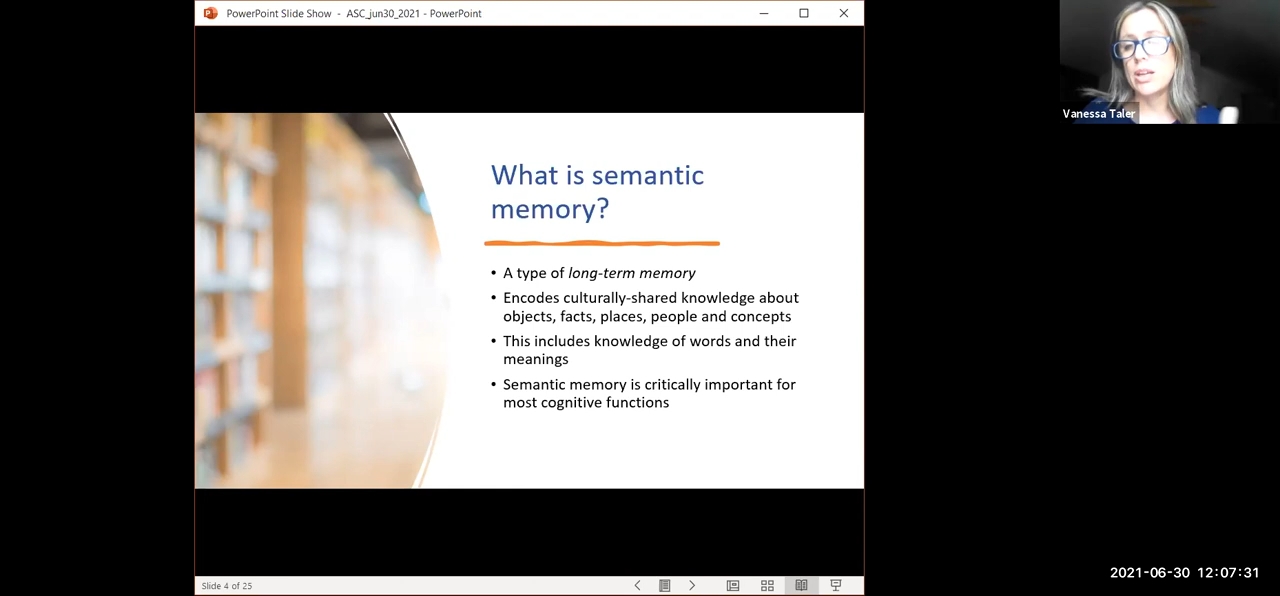 PowerPoint Slide Show - ASC_jun30_2021 - PowerPoint
Vanessa Taler
What is semantic
memory?
• A type of long-term memory
• Encodes culturally-shared knowledge about
objects, facts, places, people and concepts
• This includes knowledge of words and their
meanings
• Semantic memory is critically important for
most cognitive functions
Slide 4 of 25
2021-06-30 12:07:31